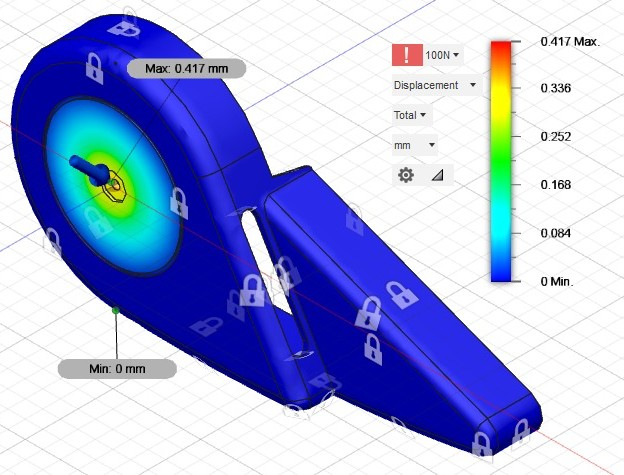 Max: 0.417 mm
Min: 0 mm
! 100N
Displacement
Total
mm
0.417 Max.
0.336
0.252
0.168
0.084
0 Min.